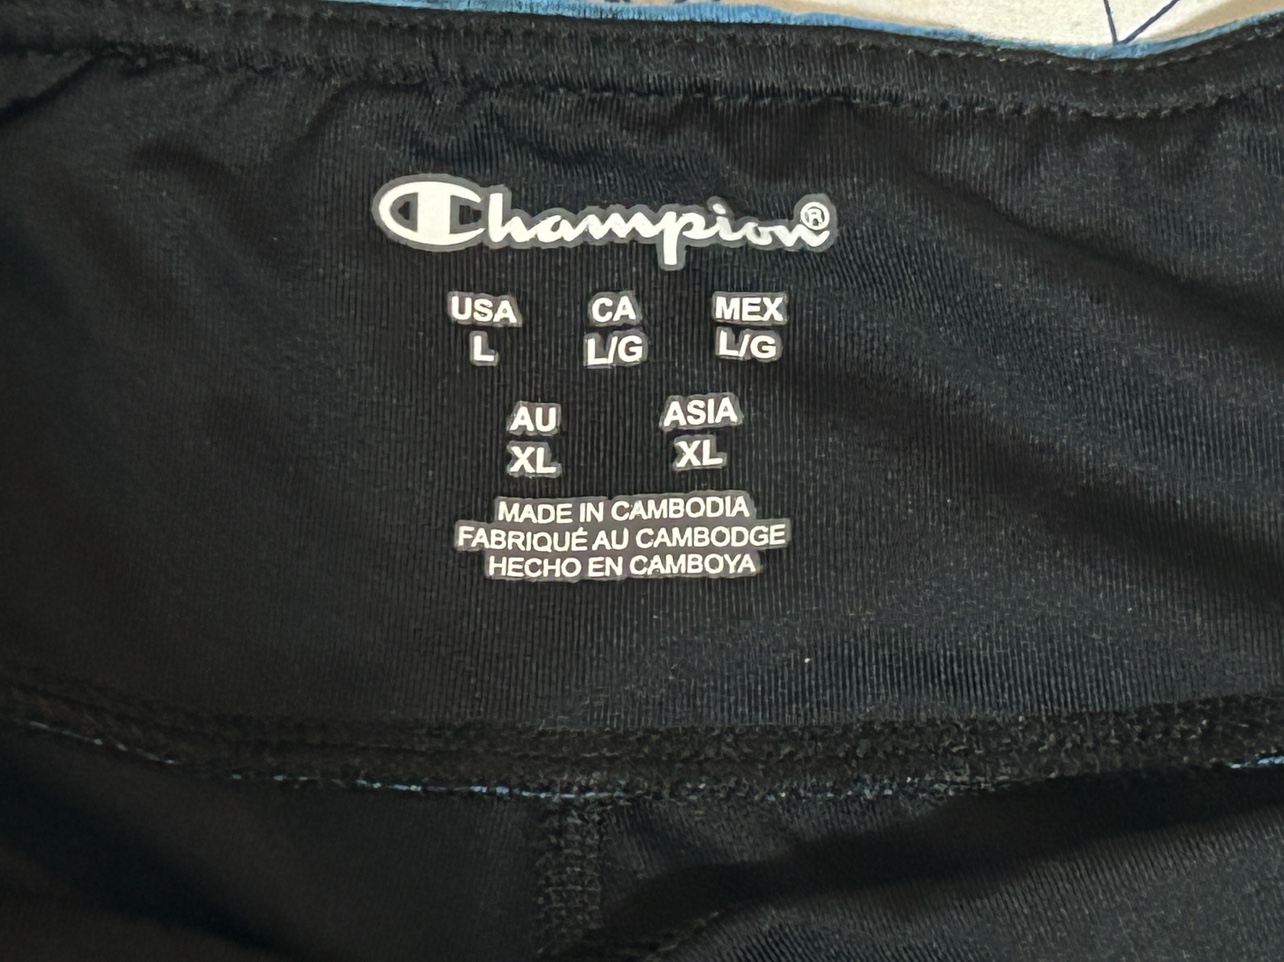 Champion®
USA CA MEX
L L/G L/G
AU ASIA
XL XL
MADE IN CAMBODIA
FABRIQUÉ AU CAMBODGE
HECHO EN CAMBOYA